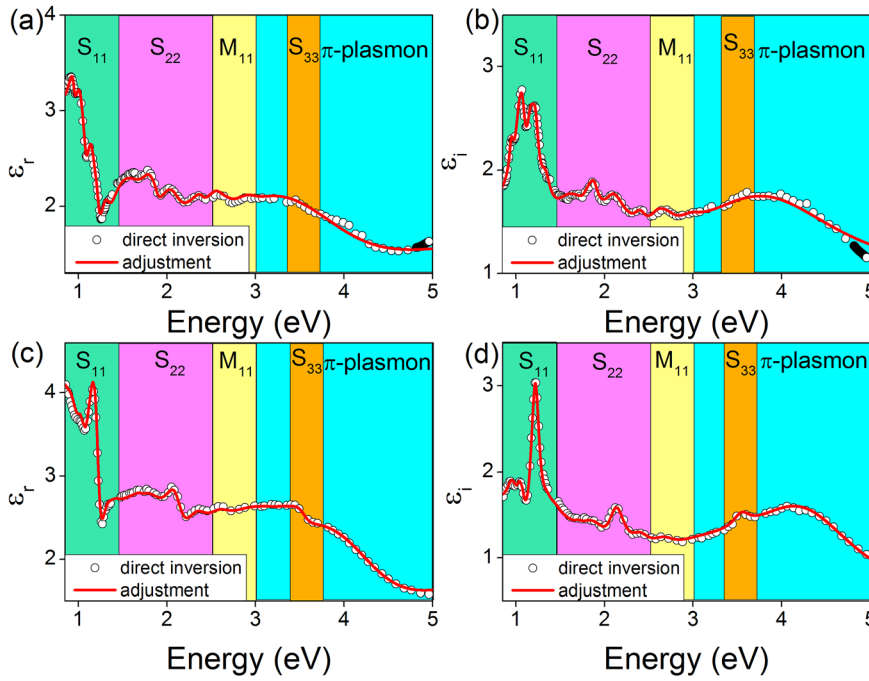 (a)
4
3
2
εr
S11
S22
M11
S33
π-plasmon
direct inversion
adjustment
1
2
3
4
5
Energy (eV)
(b)
3
2
1
εi
S11
S22
M11
S33
π-plasmon
direct inversion
adjustment
1
2
3
4
5
Energy (eV)
(c)
4
3
2
εr
S11
S22
M11
S33
π-plasmon
direct inversion
adjustment
1
2
3
4
5
Energy (eV)
(d)
3
2
1
εi
S11
S22
M11
S33
π-plasmon
direct inversion
adjustment
1
2
3
4
5
Energy (eV)